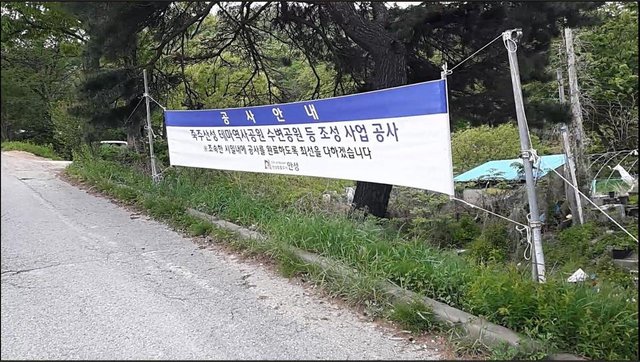 공 사 안 내
죽주산성 테마역사공원, 수변공원 등 조성 사업 공사
※조속한 시일내에 공사를 완료하도록 최선을 다하겠습니다
안성